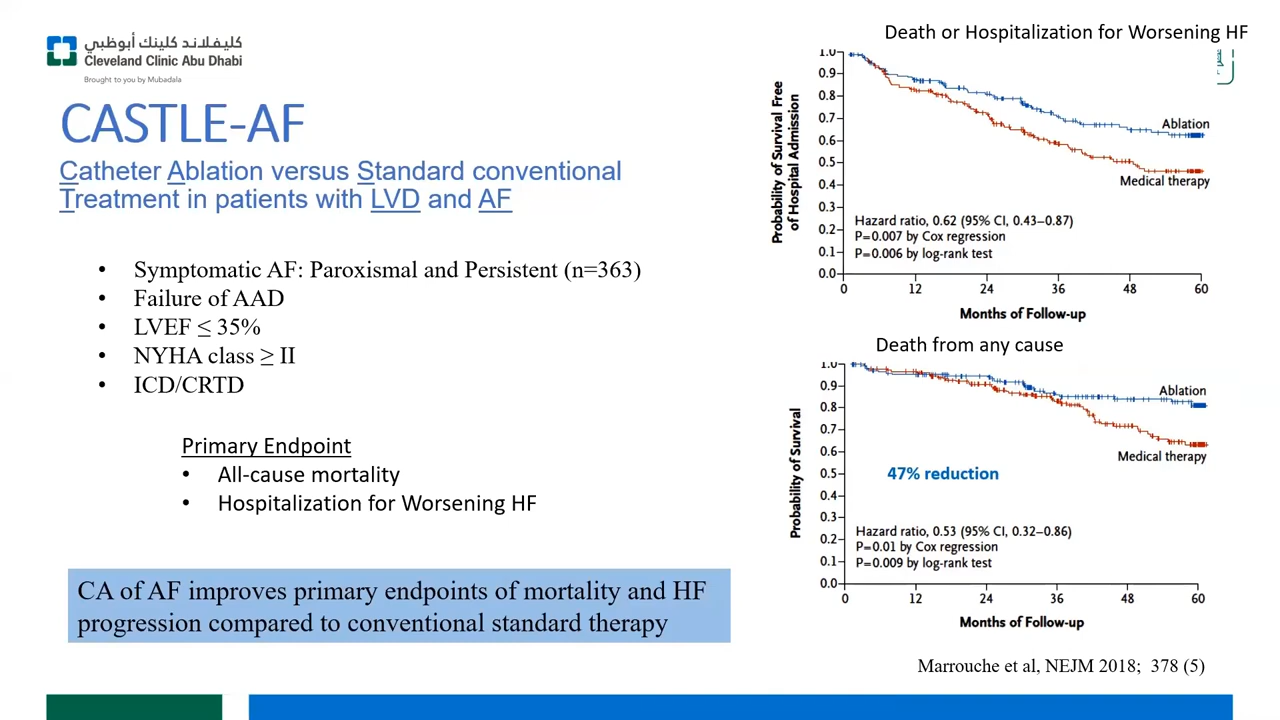 كليفلاند كلينك أبوظبي
Cleveland Clinic Abu Dhabi
Brought to you by Mubadala
CASTLE-AF
Catheter Ablation versus Standard conventional
Treatment in patients with LVD and AF
• Symptomatic AF: Paroxismal and Persistent (n=363)
• Failure of AAD
• LVEF ≤ 35%
• NYHA class ≥ II
• ICD/CRTD
Primary Endpoint
• All-cause mortality
• Hospitalization for Worsening HF
CA of AF improves primary endpoints of mortality and HF
progression compared to conventional standard therapy
Death or Hospitalization for Worsening HF
Probability of Survival Free
of Hospital Admission
1.0
0.9
0.8
0.7
0.6
0.5
0.4
0.3
0.2
0.1
0.0
Ablation
Medical therapy
Hazard ratio, 0.62 (95% CI, 0.43–0.87)
P=0.007 by Cox regression
P=0.006 by log-rank test
0 12 24 36 48 60
Months of Follow-up
Death from any cause
Probability of Survival
1.0
0.9
0.8
0.7
0.6
0.5
0.4
0.3
0.2
0.1
0.0
Ablation
Medical therapy
47% reduction
Hazard ratio, 0.53 (95% CI, 0.32–0.86)
P=0.01 by Cox regression
P=0.009 by log-rank test
0 12 24 36 48 60
Months of Follow-up
Marrouche et al, NEJM 2018; 378 (5)